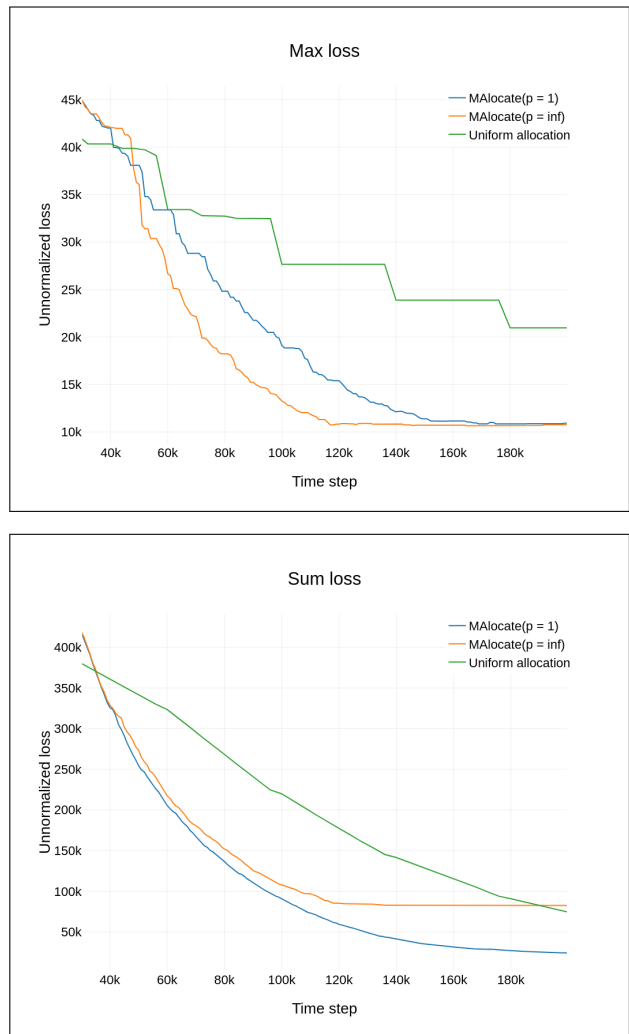 Max loss
45k
40k
35k
30k
25k
20k
15k
10k
Unnormalized loss
MAlocate(p = 1)
MAlocate(p = inf)
Uniform allocation
40k 60k 80k 100k 120k 140k 160k 180k
Time step
Sum loss
400k
350k
300k
250k
200k
150k
100k
50k
Unnormalized loss
MAlocate(p = 1)
MAlocate(p = inf)
Uniform allocation
40k 60k 80k 100k 120k 140k 160k 180k
Time step